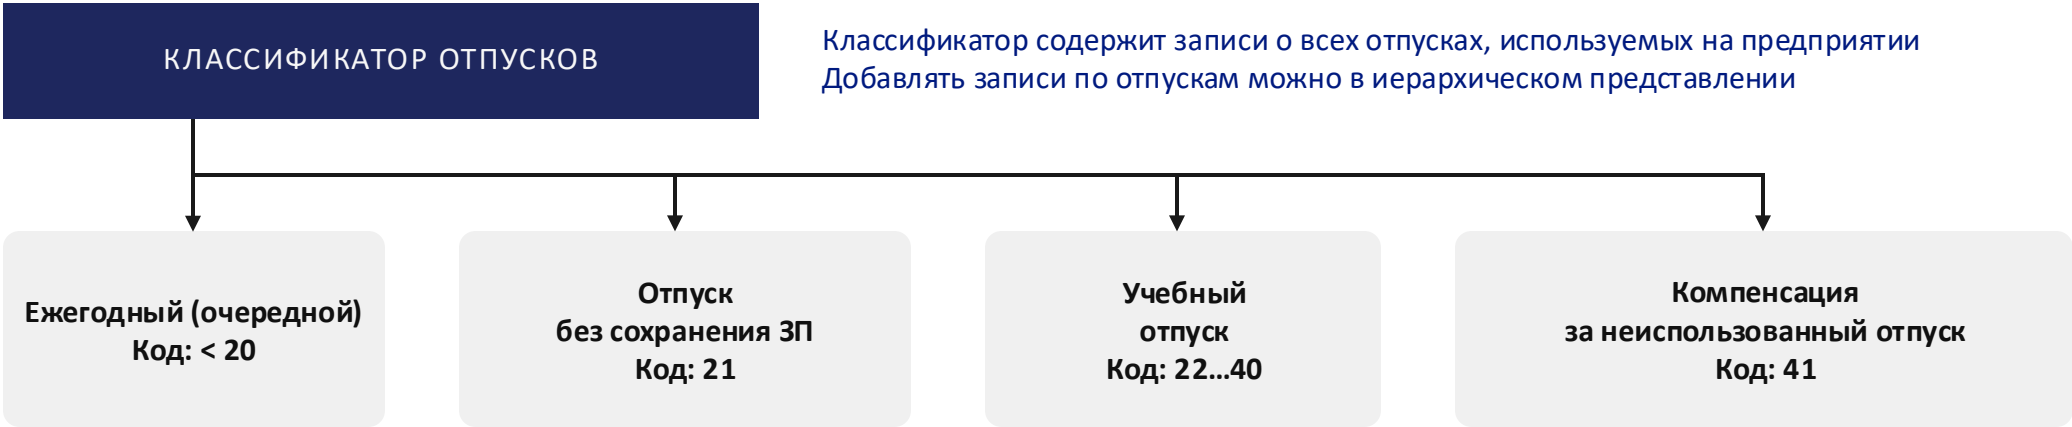 КЛАССИФИКАТОР ОТПУСКОВ
Классификатор содержит записи о всех отпусках, используемых на предприятии
Добавлять записи по отпускам можно в иерархическом представлении
Ежегодный (очередной)
Код: < 20
Отпуск
без сохранения ЗП
Код: 21
Учебный
отпуск
Код: 22...40
Компенсация
за неиспользованный отпуск
Код: 41